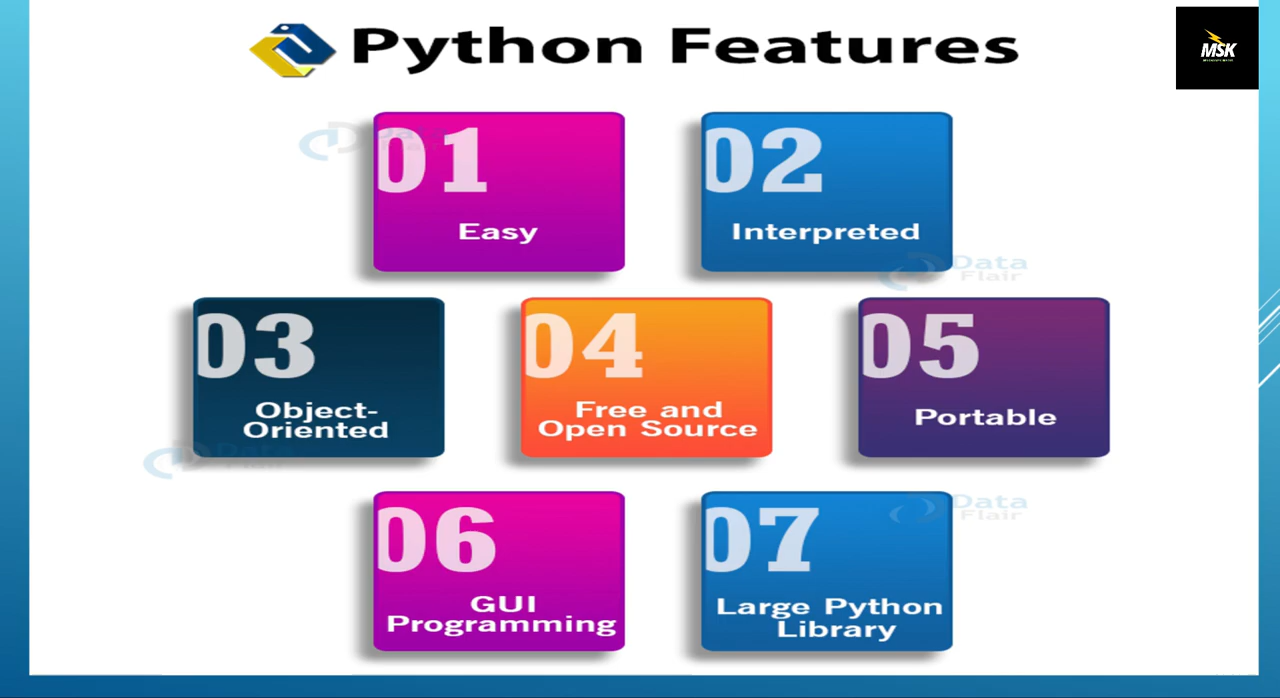 Python Features
MSK
01
Easy
02
Interpreted
Data
Flair
03
Object-
Oriented
04
Free and
Open Source
05
Portable
06
GUI
Programming
07
Large Python
Library
Data
Flair